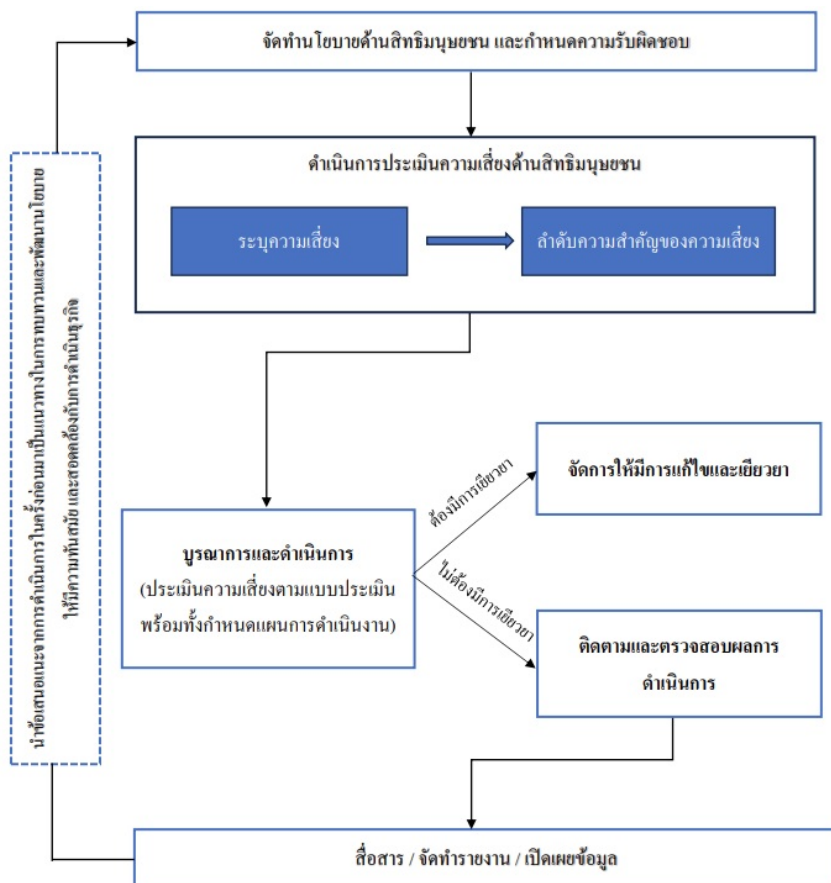 จัดทำนโยบายด้านสิทธิมนุษยชน และกำหนดความรับผิดชอบ
ดำเนินการประเมินความเสี่ยงด้านสิทธิมนุษยชน
ระบุความเสี่ยง
ลำดับความสำคัญของความเสี่ยง
นำข้อเสนอแนะจากการดำเนินการในครั้งก่อนมาเป็นแนวทางในการทบทวนและพัฒนานโยบาย
ให้มีความทันสมัย และสอดคล้องกับการดำเนินธุรกิจ
บูรณาการและดำเนินการ
(ประเมินความเสี่ยงตามแบบประเมิน
พร้อมทั้งกำหนดแผนการดำเนินงาน)
ต้องมีการเยียวยา
จัดการให้มีการแก้ไขและเยียวยา
ไม่ต้องมีการเยียวยา
ติดตามและตรวจสอบผลการ
ดำเนินการ
สื่อสาร / จัดทำรายงาน / เปิดเผยข้อมูล